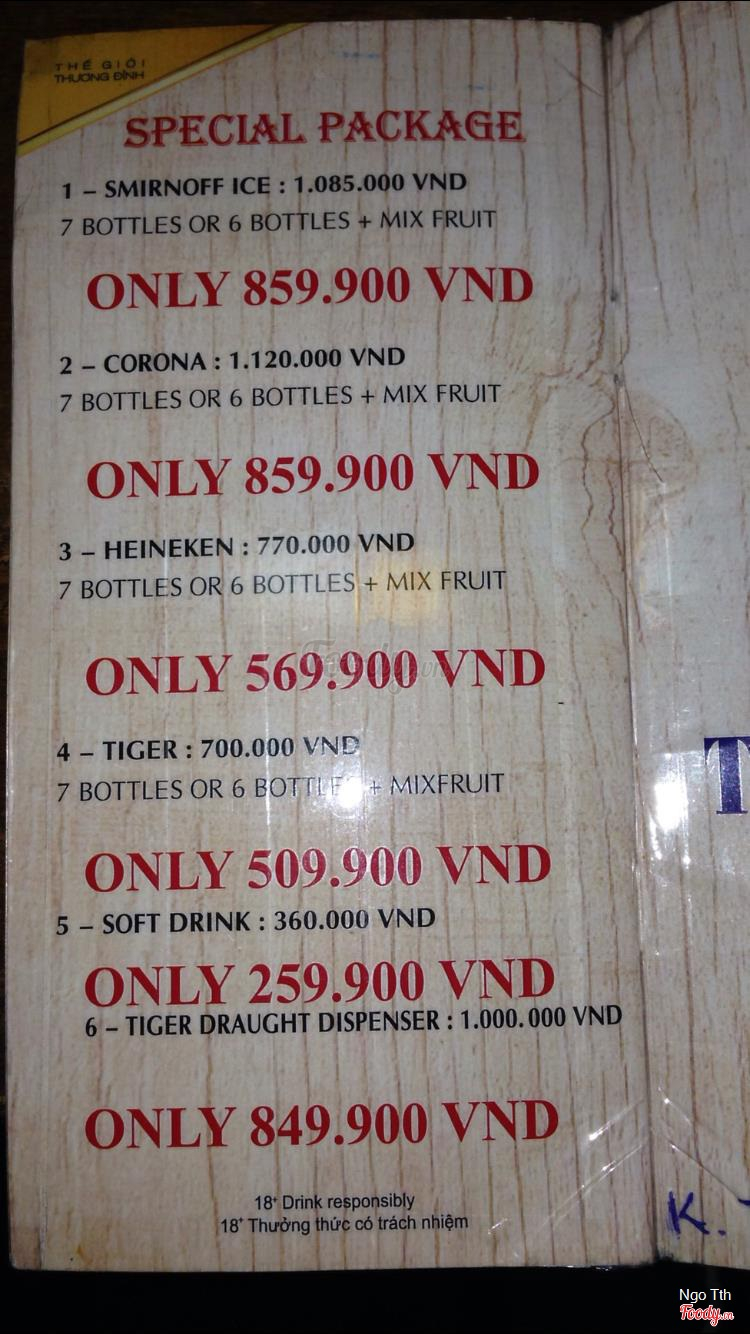 THẾ GIỚI
THƯƠNG ĐỈNH
SPECIAL PACKAGE
1 – SMIRNOFF ICE : 1.085.000 VND
7 BOTTLES OR 6 BOTTLES + MIX FRUIT
ONLY 859.900 VND
2 – CORONA : 1.120.000 VND
7 BOTTLES OR 6 BOTTLES + MIX FRUIT
ONLY 859.900 VND
3 – HEINEKEN : 770.000 VND
7 BOTTLES OR 6 BOTTLES + MIX FRUIT
ONLY 569.900 VND
4 – TIGER : 700.000 VND
7 BOTTLES OR 6 BOTTLES + MIXFRUIT
ONLY 509.900 VND
5 – SOFT DRINK : 360.000 VND
ONLY 259.900 VND
6 – TIGER DRAUGHT DISPENSER : 1.000.000 VND
ONLY 849.900 VND
18+ Drink responsibly
18+ Thưởng thức có trách nhiệm
T
K.
Ngo Tth
Foody.vn